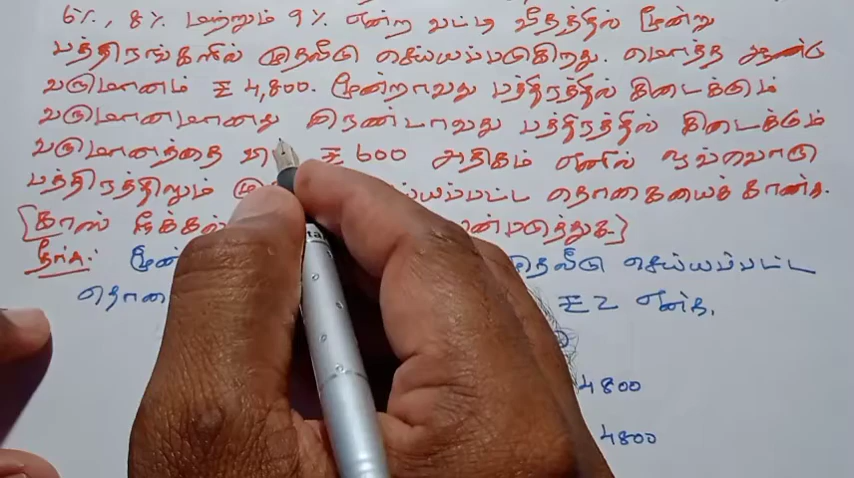 6%, 8% மற்றும் 9% என்ற வட்டி வீதத்தில் மூன்று
பத்திரங்களில் முதலீடு செய்யப்படுகிறது. மொத்த ஆண்டு
வருமானம் ₹ 4,800. மூன்றாவது பத்திரத்தில் கிடைக்கும்
வருமானமானது இரண்டாவது பத்திரத்தில் கிடைக்கும்
வருமானத்தை ₹ 600 அதிகம் எனில் ஒவ்வொரு
பத்திரத்திலும் செய்யப்பட்ட தொகையைக் காண்க.
[காஸ் நீக்கல்
தீர்வு: முதலீடு செய்யப்பட்ட
₹ z என்க.
4800
4800